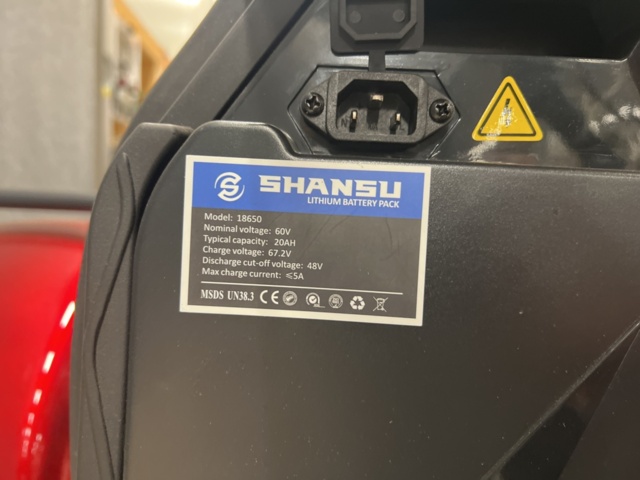 SHANSU
LITHIUM BATTERY PACK
Model: 18650
Nominal voltage: 60V
Typical capacity: 20AH
Charge voltage: 67.2V
Discharge cut-off voltage: 48V
Max charge current: ≤5A
MSDS UN38.3 CE